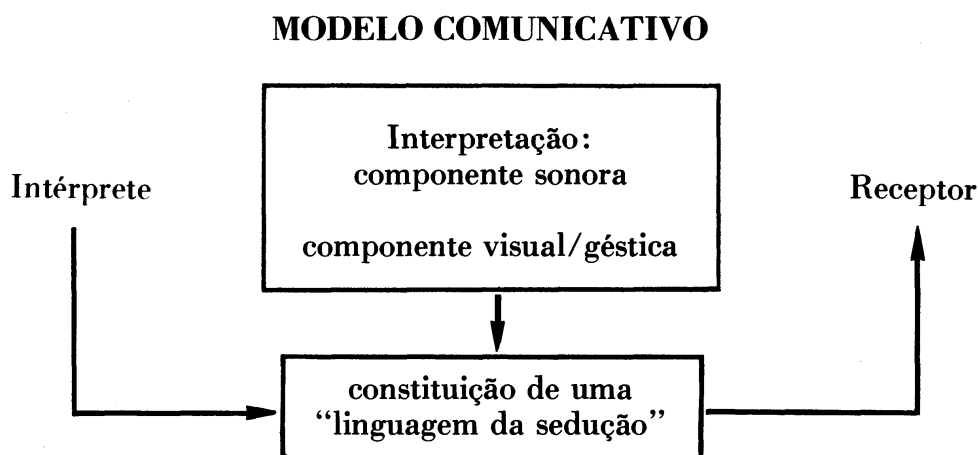 MODELO COMUNICATIVO
Interpretação:
componente sonora
Intérprete
Receptor
componente visual/géstica
constituição de uma
“linguagem da sedução”